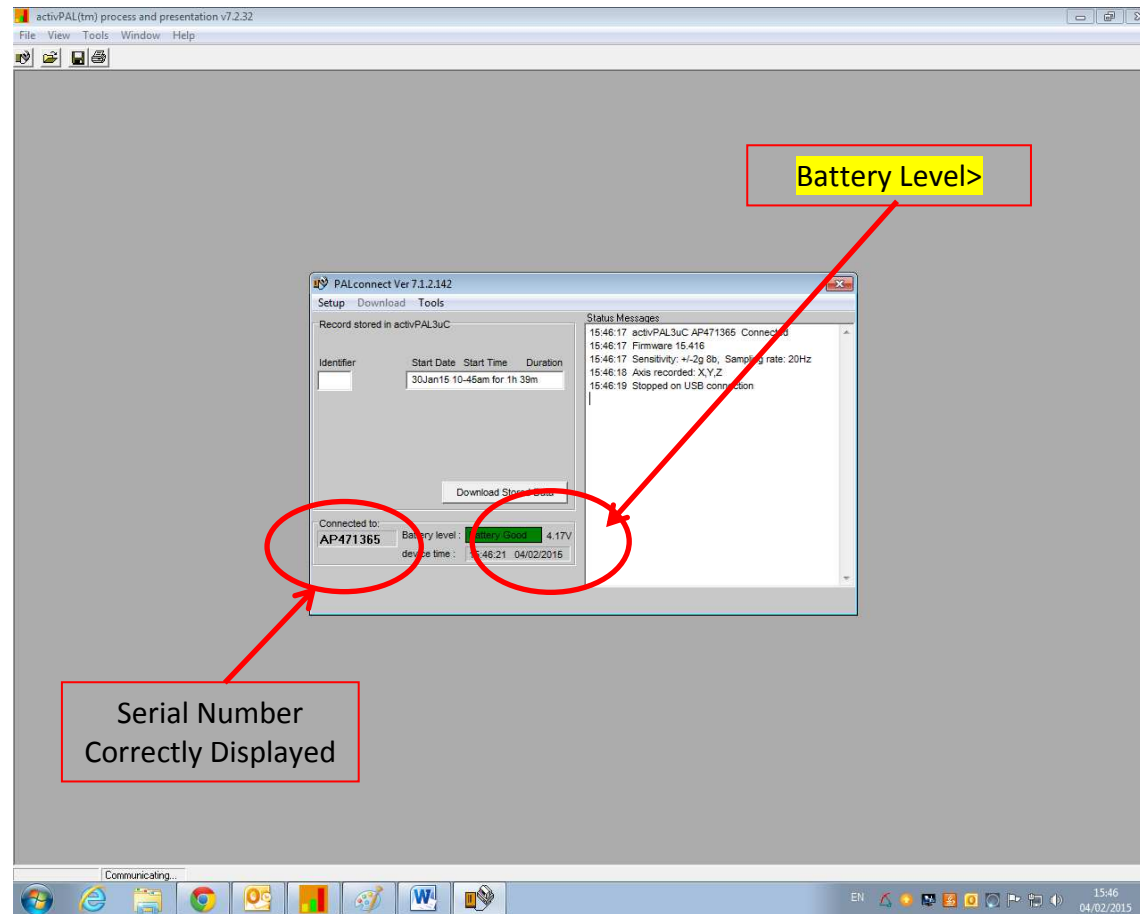 activPAL(tm) process and presentation v7.2.32
File View Tools Window Help
Battery Level>
PALconnect Ver 7.1.2.142
Setup Download Tools
Record stored in activPAL3uC
Identifier Start Date Start Time Duration
30Jan15 10-45am for 1h 39m
Download Stored Data
Connected to:
AP471365
Battery level : Battery Good 4.17V
device time : 15:46:21 04/02/2015
Status Messages
15:46:17 activPAL3uC AP471365 Connected
15:46:17 Firmware 15.416
15:46:17 Sensitivity: +/-2g 8b, Sampling rate: 20Hz
15:46:18 Axis recorded: X,Y,Z
15:46:19 Stopped on USB connection
Serial Number
Correctly Displayed
Communicating...
EN
15:46
04/02/2015